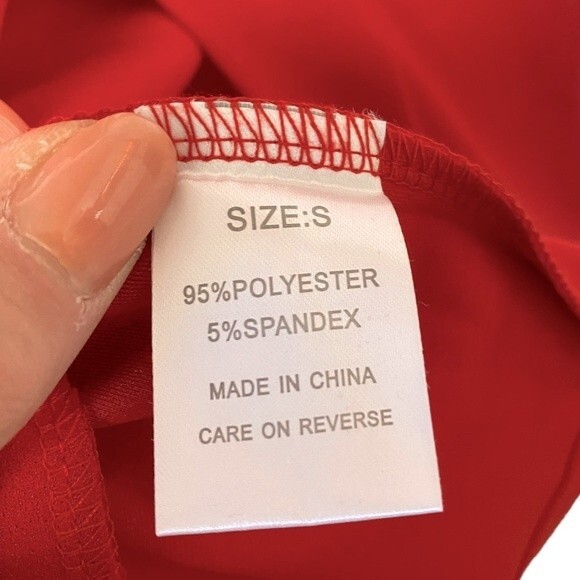 SIZE:S
95%POLYESTER
5%SPANDEX
MADE IN CHINA
CARE ON REVERSE